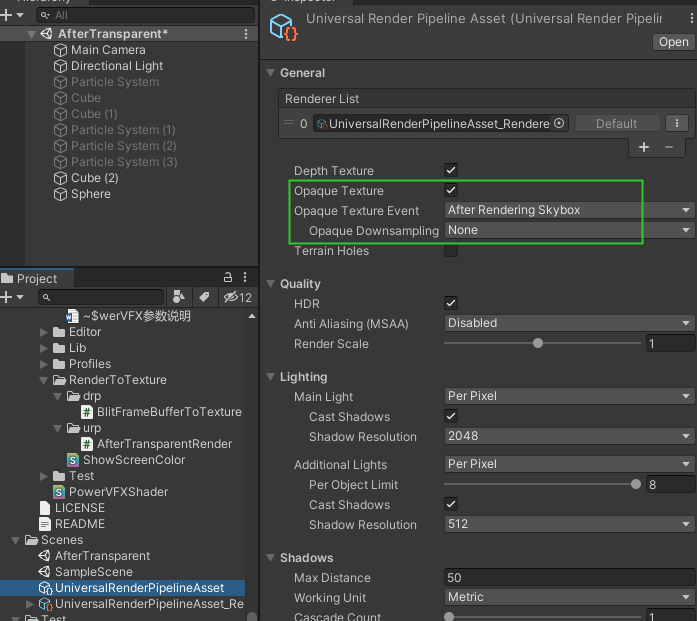 All
AfterTransparent*
Main Camera
Directional Light
Particle System
Cube
Cube (1)
Particle System (1)
Particle System (2)
Particle System (3)
Cube (2)
Sphere
Project
12
~$werVFX参数说明
Editor
Lib
Profiles
RenderToTexture
drp
BlitFrameBufferToTexture
urp
AfterTransparentRender
ShowScreenColor
Test
PowerVFXShader
LICENSE
README
Scenes
AfterTransparent
SampleScene
UniversalRenderPipelineAsset
UniversalRenderPipelineAsset_Re
Test
Universal Render Pipeline Asset (Universal Render Pipelin
Open
General
Renderer List
0 UniversalRenderPipelineAsset_Rendere Default
Depth Texture
Opaque Texture
Opaque Texture Event After Rendering Skybox
Opaque Downsampling None
Terrain Holes
Quality
HDR
Anti Aliasing (MSAA) Disabled
Render Scale 1
Lighting
Main Light Per Pixel
Cast Shadows
Shadow Resolution 2048
Additional Lights Per Pixel
Per Object Limit 8
Cast Shadows
Shadow Resolution 512
Shadows
Max Distance 50
Working Unit Metric
Cascade Count 1